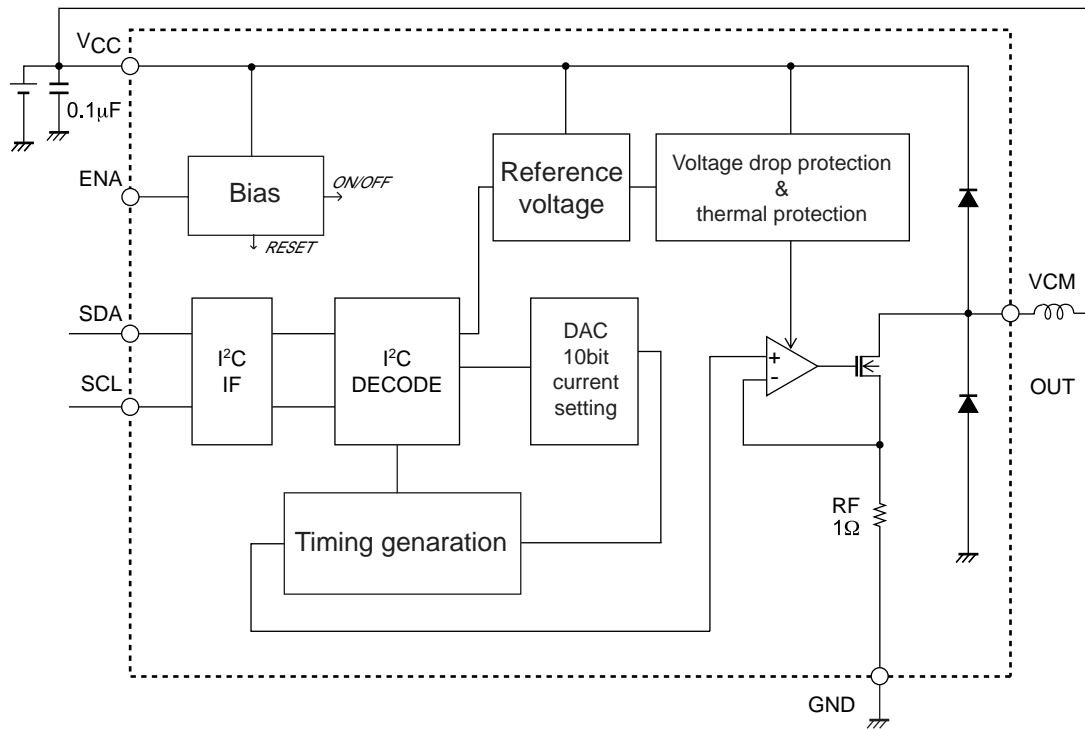 VCC
0.1µF
ENA
Bias
ON/OFF
RESET
Reference
voltage
Voltage drop protection
&
thermal protection
SDA
SCL
I²C
IF
I²C
DECODE
DAC
10bit
current
setting
+
-
VCM
OUT
Timing genaration
RF
1Ω
GND